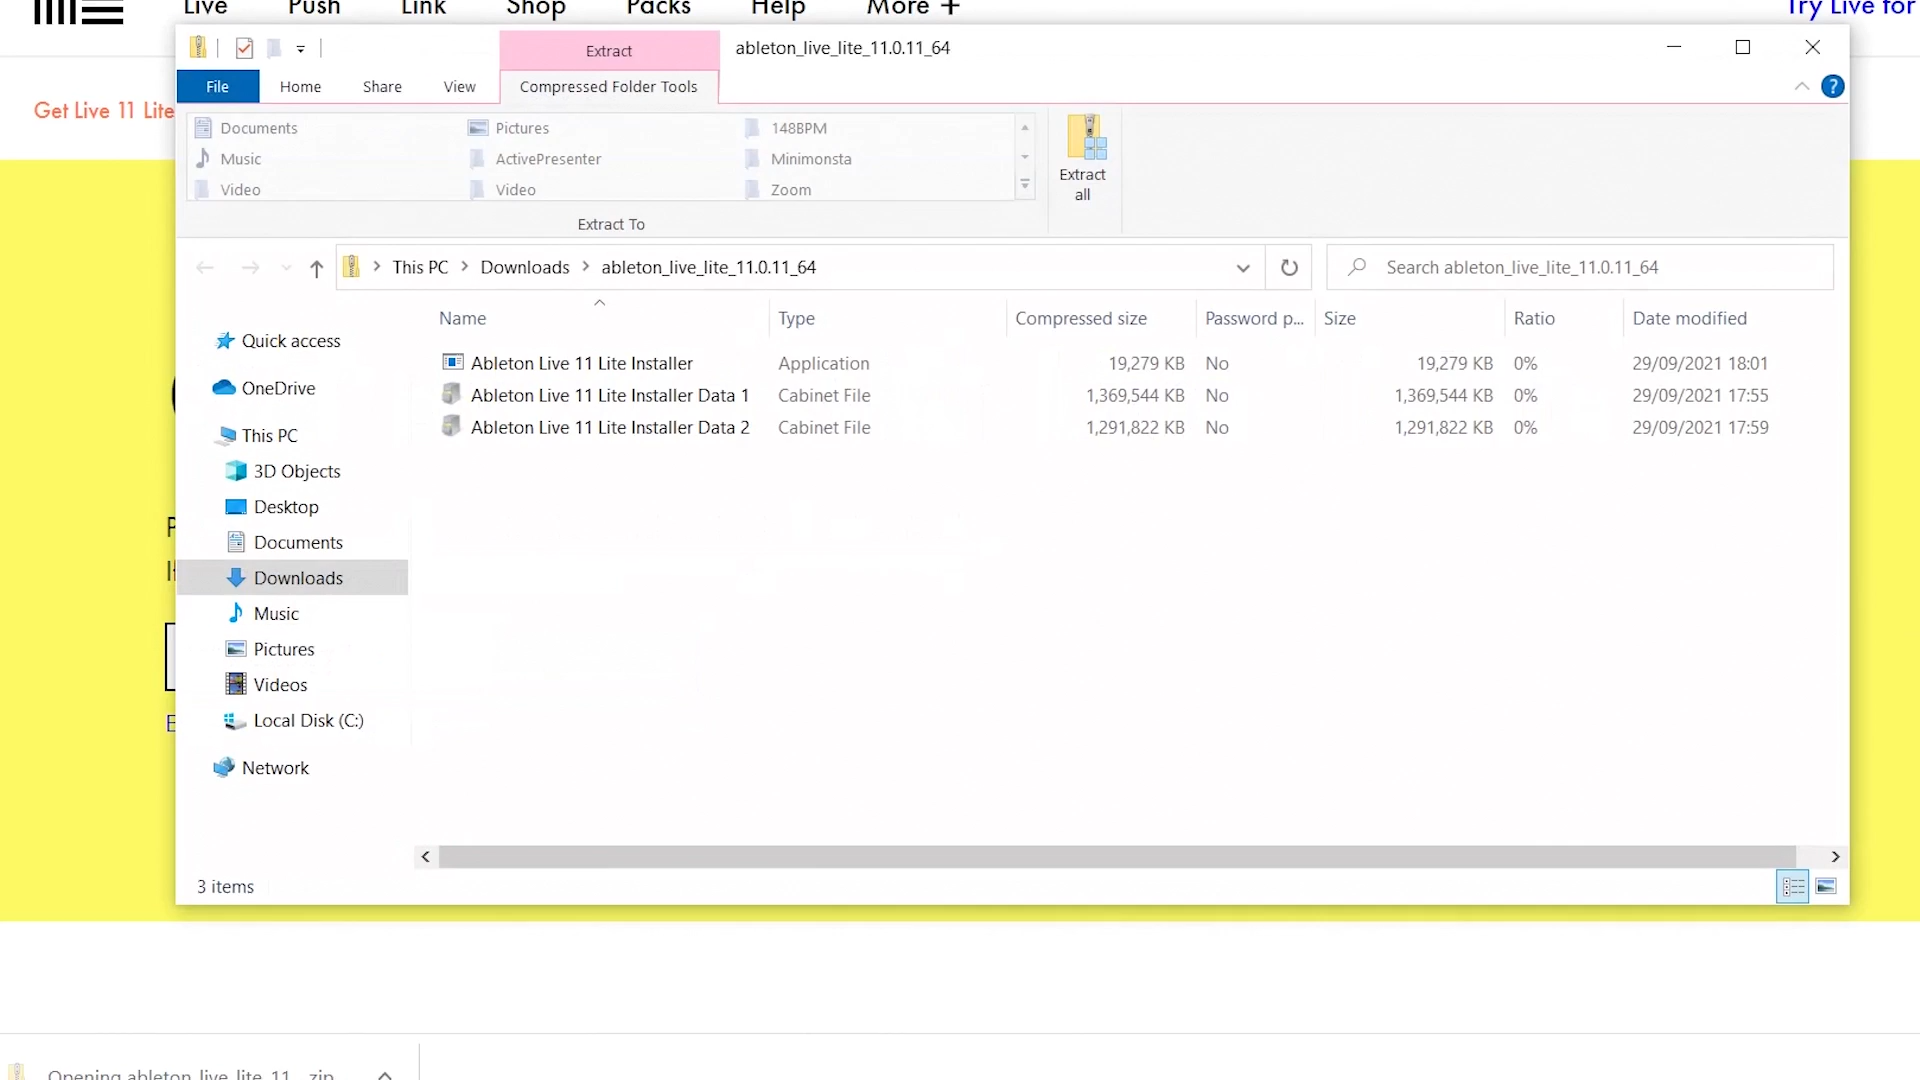 Live Push Link Shop Packs Help More +
Try Live for
Get Live 11 Lite
Extract
ableton_live_lite_11.0.11_64
File Home Share View Compressed Folder Tools
?
Documents Pictures 148BPM
Music ActivePresenter Minimonsta
Video Video Zoom
Extract
all
Extract To
This PC > Downloads > ableton_live_lite_11.0.11_64
Search ableton_live_lite_11.0.11_64
Name Type Compressed size Password p... Size Ratio Date modified
Ableton Live 11 Lite Installer Application 19,279 KB No 19,279 KB 0% 29/09/2021 18:01
Ableton Live 11 Lite Installer Data 1 Cabinet File 1,369,544 KB No 1,369,544 KB 0% 29/09/2021 17:55
Ableton Live 11 Lite Installer Data 2 Cabinet File 1,291,822 KB No 1,291,822 KB 0% 29/09/2021 17:59
Quick access
OneDrive
This PC
3D Objects
Desktop
Documents
Downloads
Music
Pictures
Videos
Local Disk (C:)
Network
3 items
Opening ableton_live_lite_11....zip